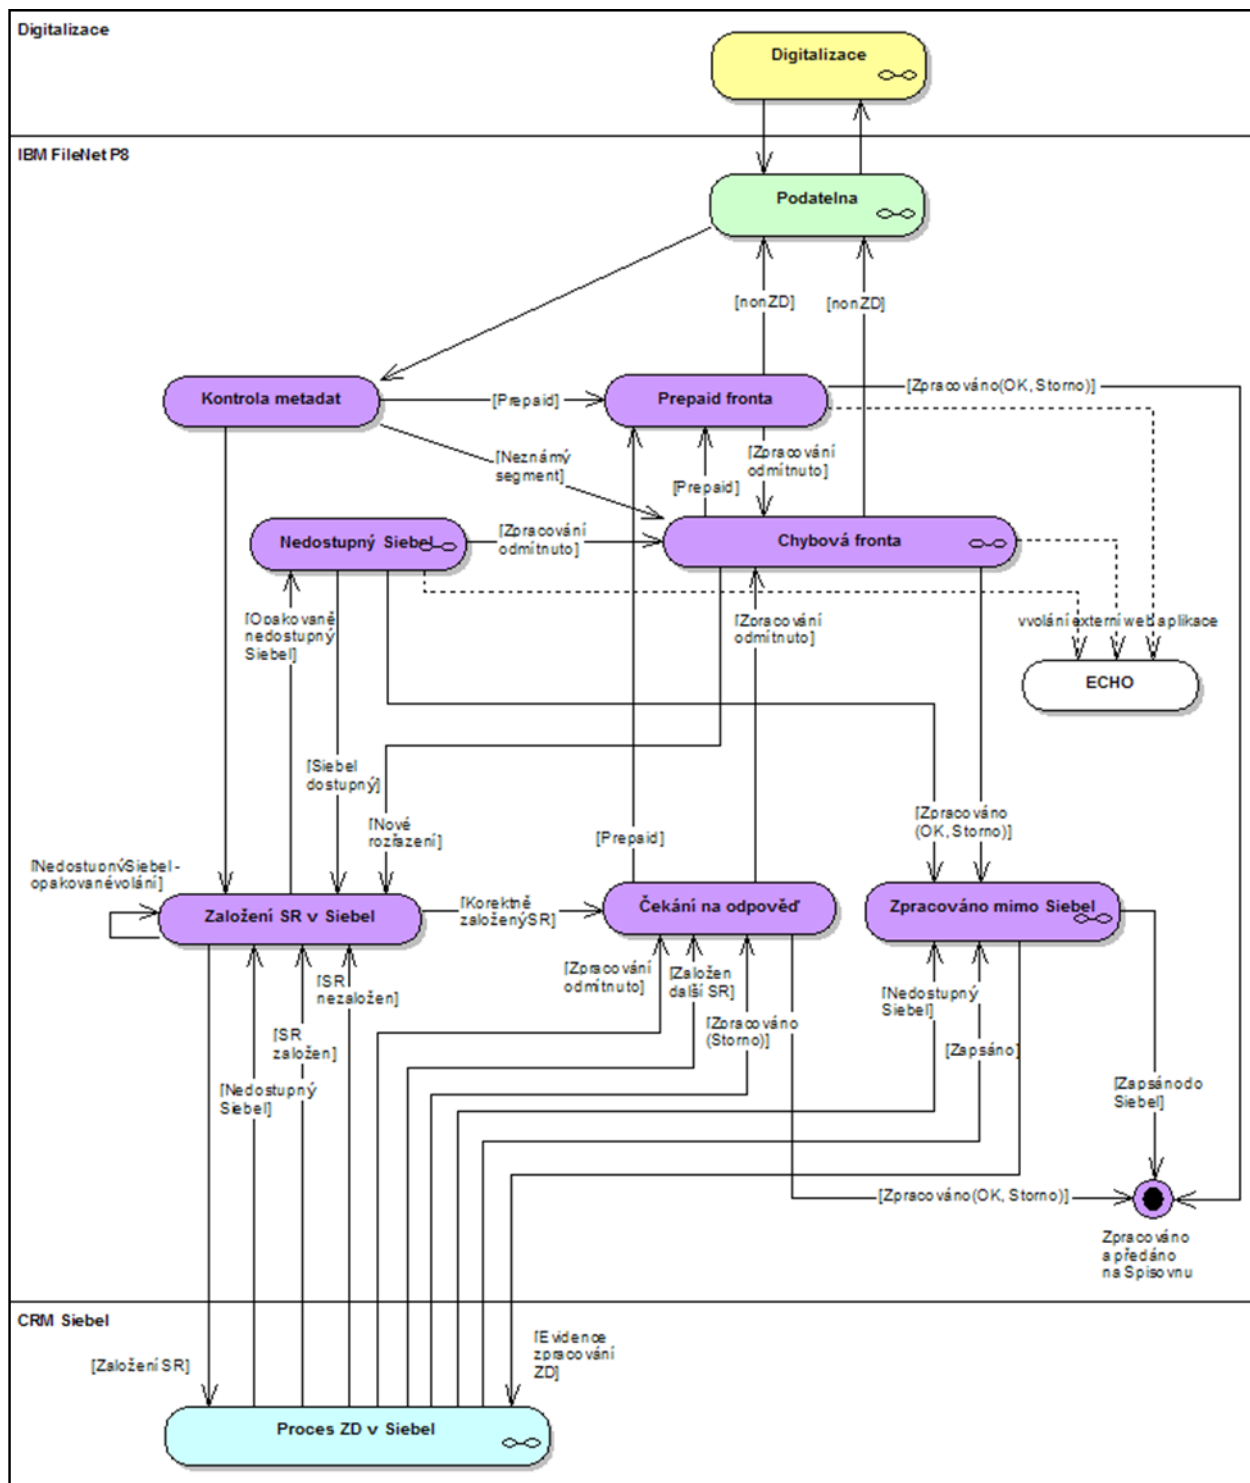 Digitalizace
Digitalizace
IBM FileNet P8
Podatelna
[nonZD]
[nonZD]
Kontrola metadat
[Prepaid]
Prepaid fronta
[Zpracováno(OK, Storno)]
[Neznámý
segment]
[Zpracování
odmítnuto]
[Prepaid]
Nedostupný Siebel
[Zpracování
odmítnuto]
Chybová fronta
[Opakovaně
nedostupný
Siebel]
[Zpracování
odmítnuto]
vvolání externí web aplikace
ECHO
[Siebel
dostupný]
[Nové
rozřazení]
[Prepaid]
[Zpracováno
(OK, Storno)]
[NedostupnýSiebel -
opakovanévolání]
Založení SR v Siebel
[Korektně
založenýSR]
Čekání na odpověď
Zpracováno mimo Siebel
[SR
nezaložen]
[Zpracování
odmítnuto]
[Založen
další SR]
[Nedostupný
Siebel]
[SR
založen]
[Zpracováno
(Storno)]
[Zapsáno]
[Nedostupný
Siebel]
[Zapsánodo
Siebel]
[Zpracováno(OK, Storno)]
Zpracováno
a předáno
na Spisovnu
CRM Siebel
[Založení SR]
[Evidence
zpracování
ZD]
Proces ZD v Siebel